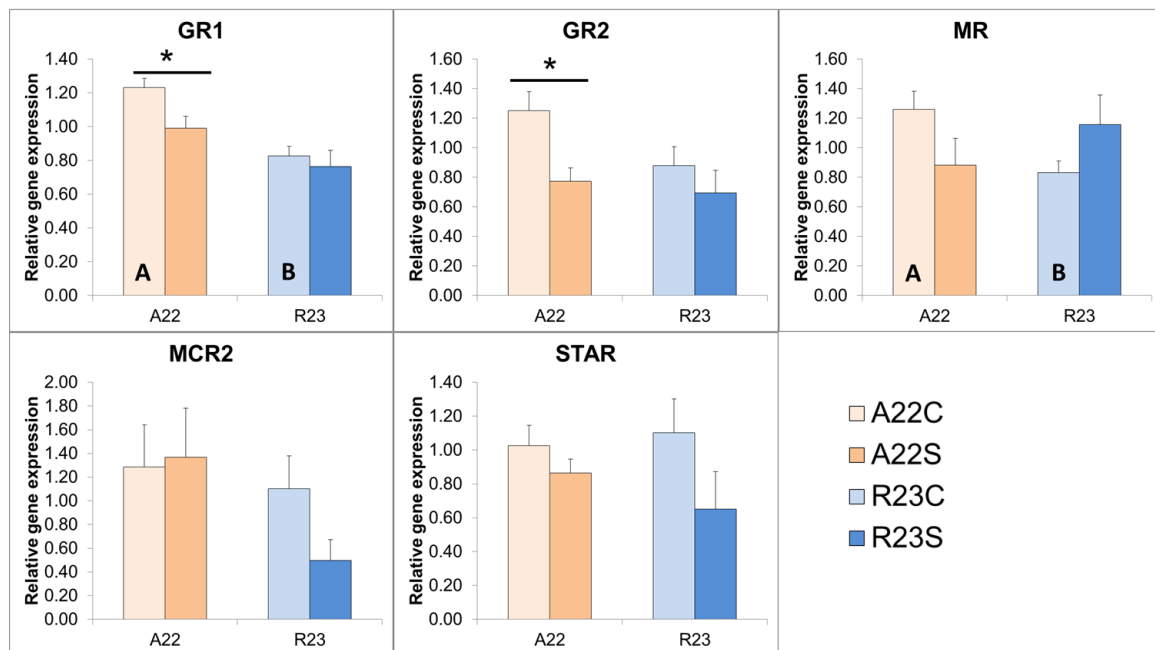 GR1
Relative gene expression
1.40
1.20
1.00
0.80
0.60
0.40
0.20
0.00
*
A
B
A22
R23
GR2
Relative gene expression
1.60
1.40
1.20
1.00
0.80
0.60
0.40
0.20
0.00
*
A22
R23
MR
Relative gene expression
1.60
1.40
1.20
1.00
0.80
0.60
0.40
0.20
0.00
A
B
A22
R23
MCR2
Relative gene expression
2.00
1.80
1.60
1.40
1.20
1.00
0.80
0.60
0.40
0.20
0.00
A22
R23
STAR
Relative gene expression
1.40
1.20
1.00
0.80
0.60
0.40
0.20
0.00
A22
R23
A22C
A22S
R23C
R23S